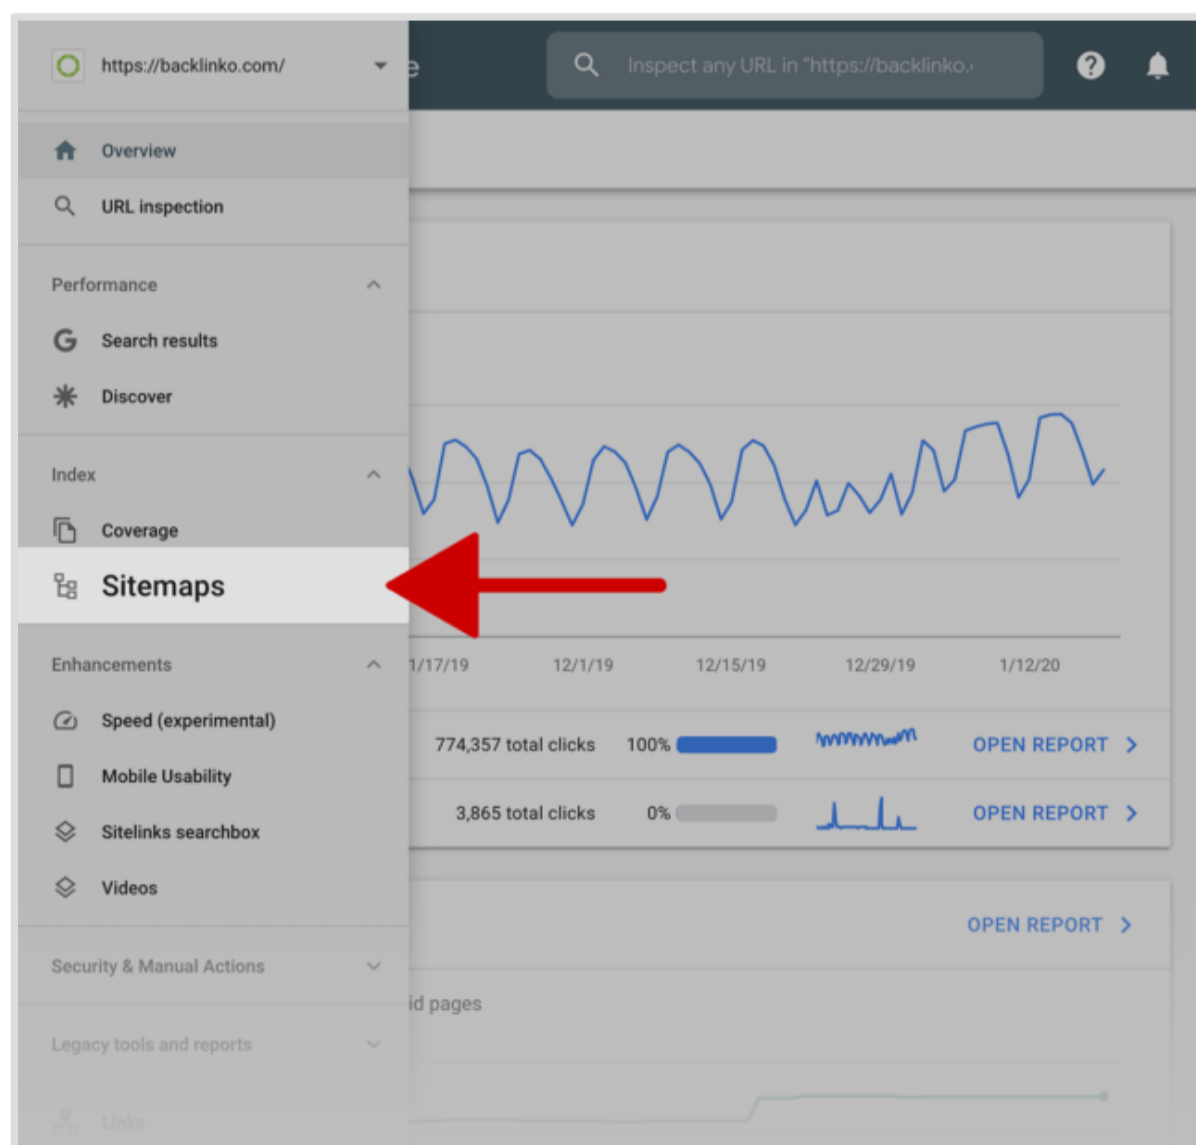 https://backlinko.com/
e
Inspect any URL in "https://backlinko.
Overview
URL inspection
Performance
Search results
Discover
Index
Coverage
Sitemaps
Enhancements
1/17/19 12/1/19 12/15/19 12/29/19 1/12/20
Speed (experimental)
774,357 total clicks 100% OPEN REPORT
Mobile Usability
3,865 total clicks 0% OPEN REPORT
Sitelinks searchbox
Videos
OPEN REPORT
Security & Manual Actions
id pages
Legacy tools and reports
Links